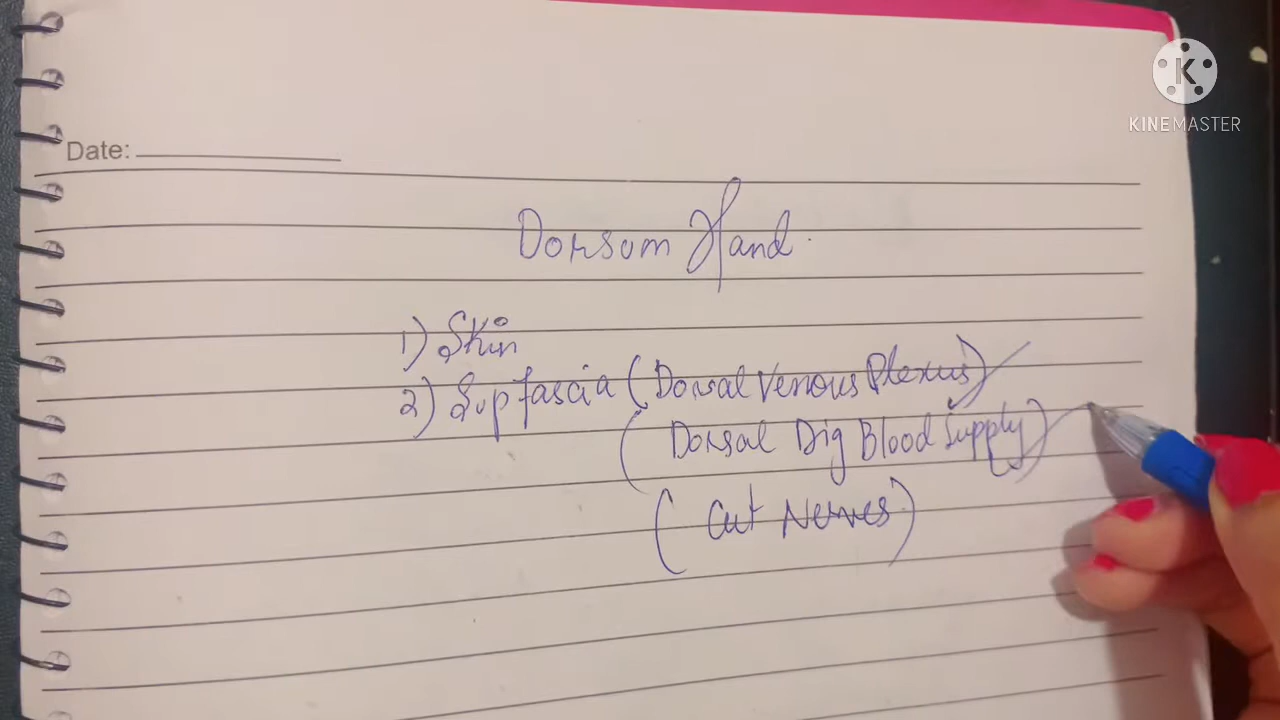 KINEMASTER
Date:
Dorsum Hand.
1) Skin
2) Sup fascia (Dorsal Venous Plexus)
(Dorsal Dig Blood Supply)
(Cut Nerves)